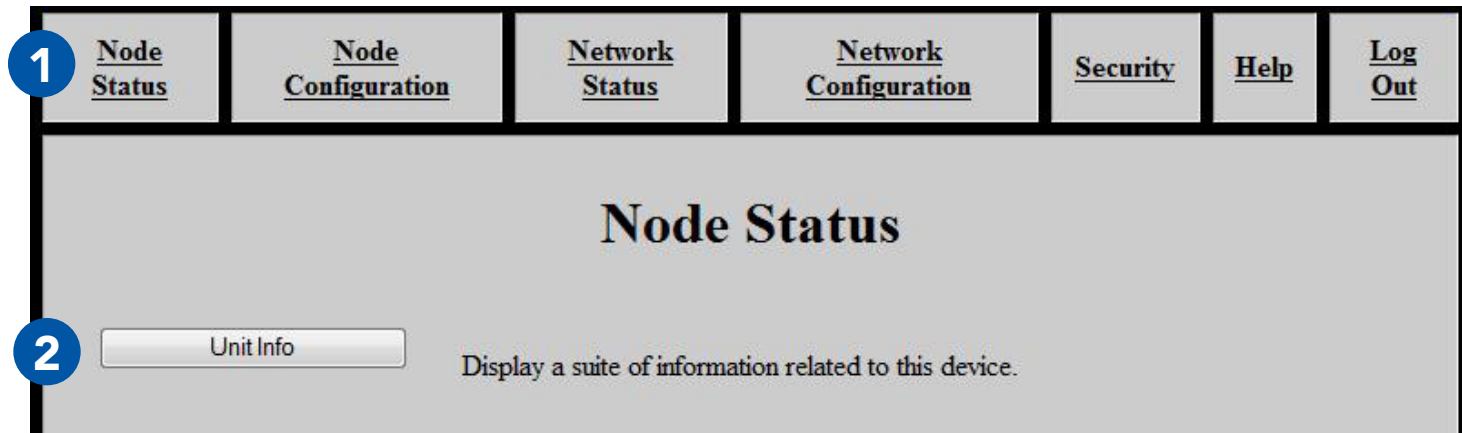 1
Node
Status
Node
Configuration
Network
Status
Network
Configuration
Security
Help
Log
Out
Node Status
2
Unit Info
Display a suite of information related to this device.